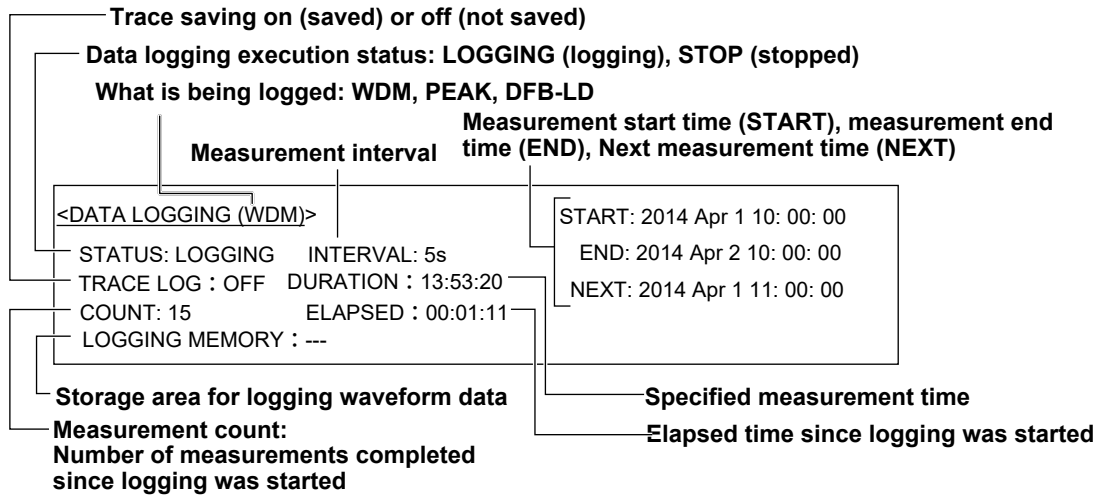 Trace saving on (saved) or off (not saved)
Data logging execution status: LOGGING (logging), STOP (stopped)
What is being logged: WDM, PEAK, DFB-LD
Measurement interval
Measurement start time (START), measurement end
time (END), Next measurement time (NEXT)
<DATA LOGGING (WDM)>
STATUS: LOGGING INTERVAL: 5s
TRACE LOG：OFF DURATION：13:53:20
COUNT: 15 ELAPSED：00:01:11
LOGGING MEMORY：---
START: 2014 Apr 1 10: 00: 00
END: 2014 Apr 2 10: 00: 00
NEXT: 2014 Apr 1 11: 00: 00
Storage area for logging waveform data
Measurement count:
Number of measurements completed
since logging was started
Specified measurement time
Elapsed time since logging was started